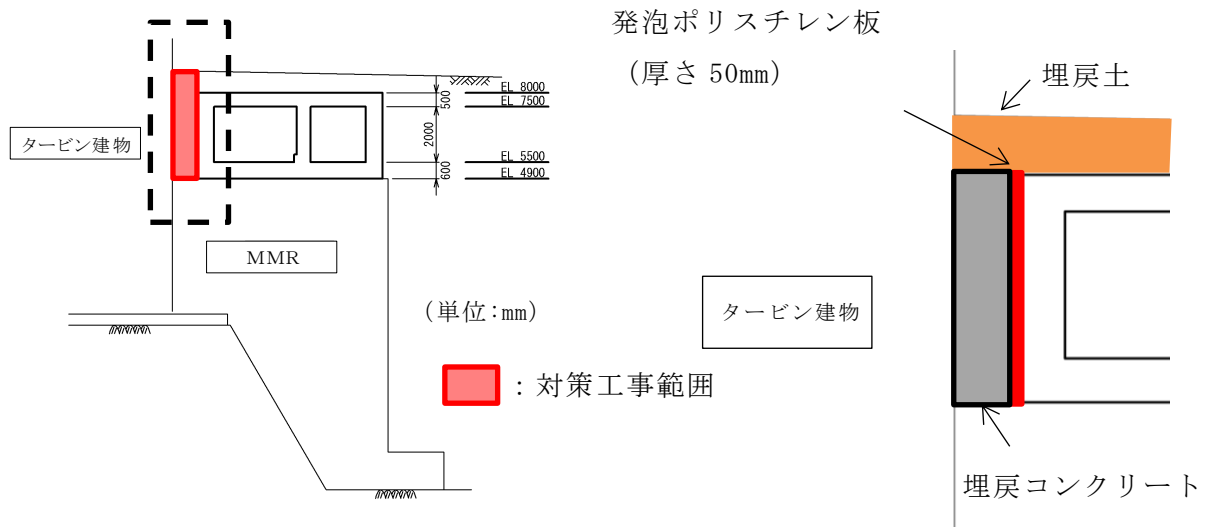 発泡ポリスチレン板
(厚さ 50mm)
埋戻土
EL 8000
500
EL 7500
2000
タービン建物
EL 5500
600
EL 4900
MMR
(単位:mm)
タービン建物
:対策工事範囲
埋戻コンクリート